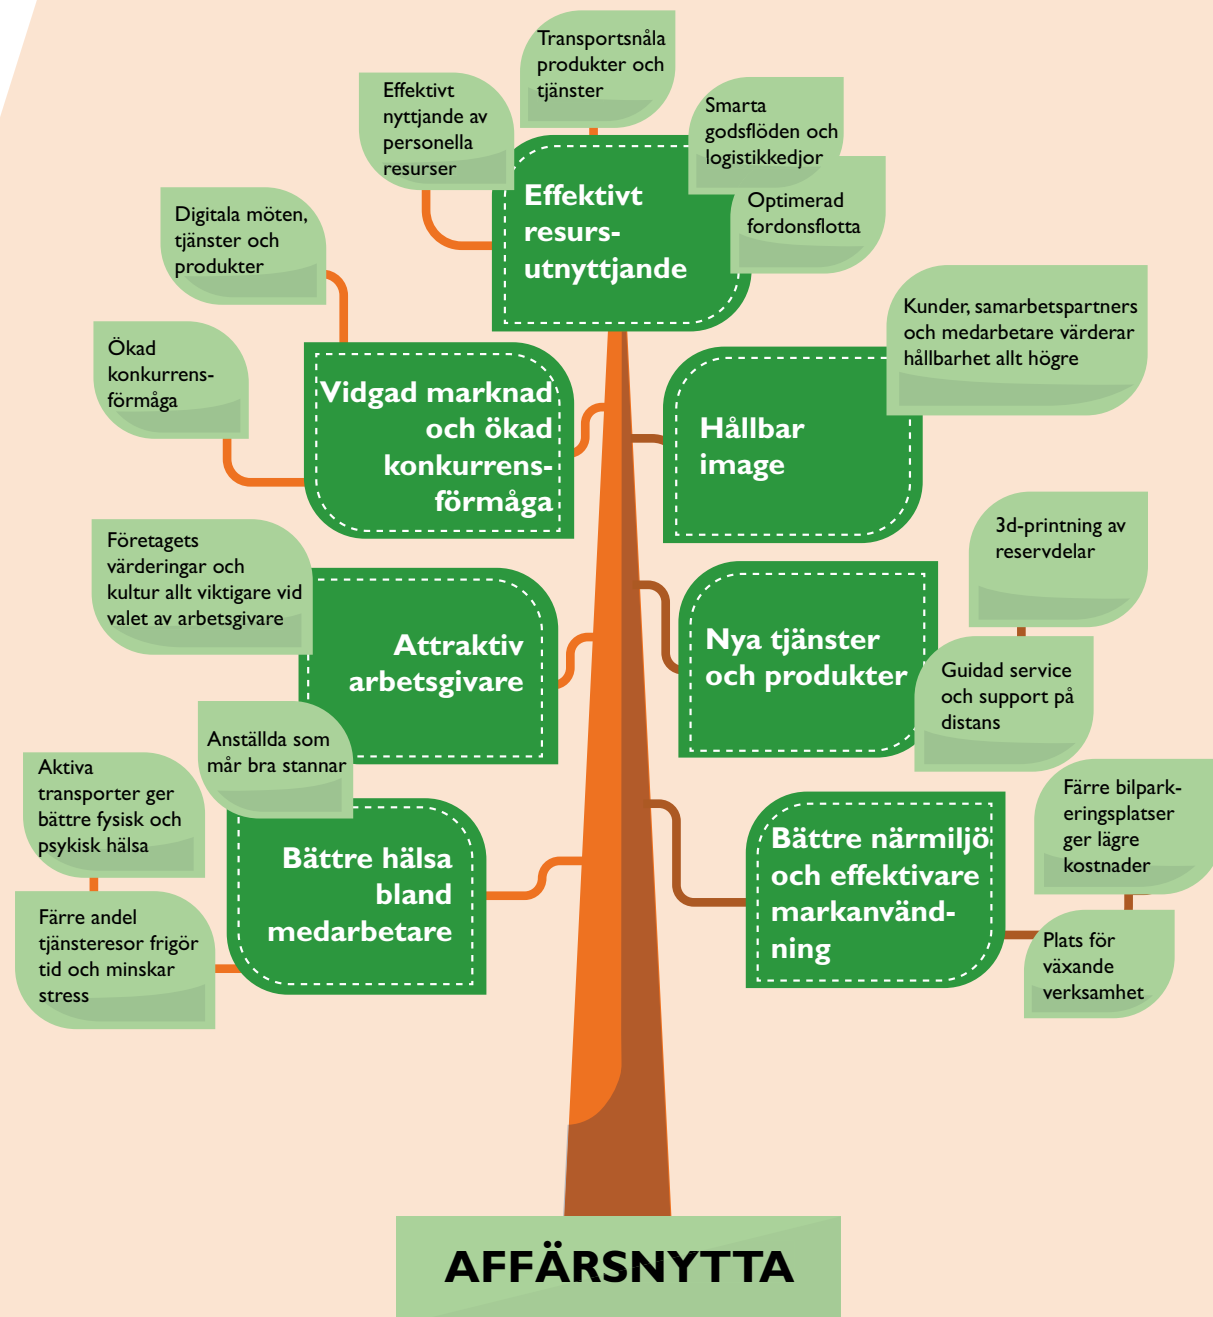 Transportsnåla
produkter och
tjänster
Effektivt
nyttjande av
personella
resurser
Smarta
godsflöden och
logistikkedjor
Optimerad
fordonsflotta
Effektivt
resurs-
utnyttjande
Digitala möten,
tjänster och
produkter
Ökad
konkurrens-
förmåga
Vidgad marknad
och ökad
konkurrens-
förmåga
Kunder, samarbetspartners
och medarbetare värderar
hållbarhet allt högre
Hållbar
image
Företagets
värderingar och
kultur allt viktigare vid
valet av arbetsgivare
Attraktiv
arbetsgivare
Anställda som
mår bra stannar
3d-printning av
reservdelar
Nya tjänster
och produkter
Guidad service
och support på
distans
Aktiva
transporter ger
bättre fysisk och
psykisk hälsa
Färre andel
tjänsteresor frigör
tid och minskar
stress
Bättre hälsa
bland
medarbetare
Bättre närmiljö
och effektivare
markanvänd-
ning
Färre bilpark-
eringsplatser
ger lägre
kostnader
Plats för
växande
verksamhet
AFFÄRSNYTTA